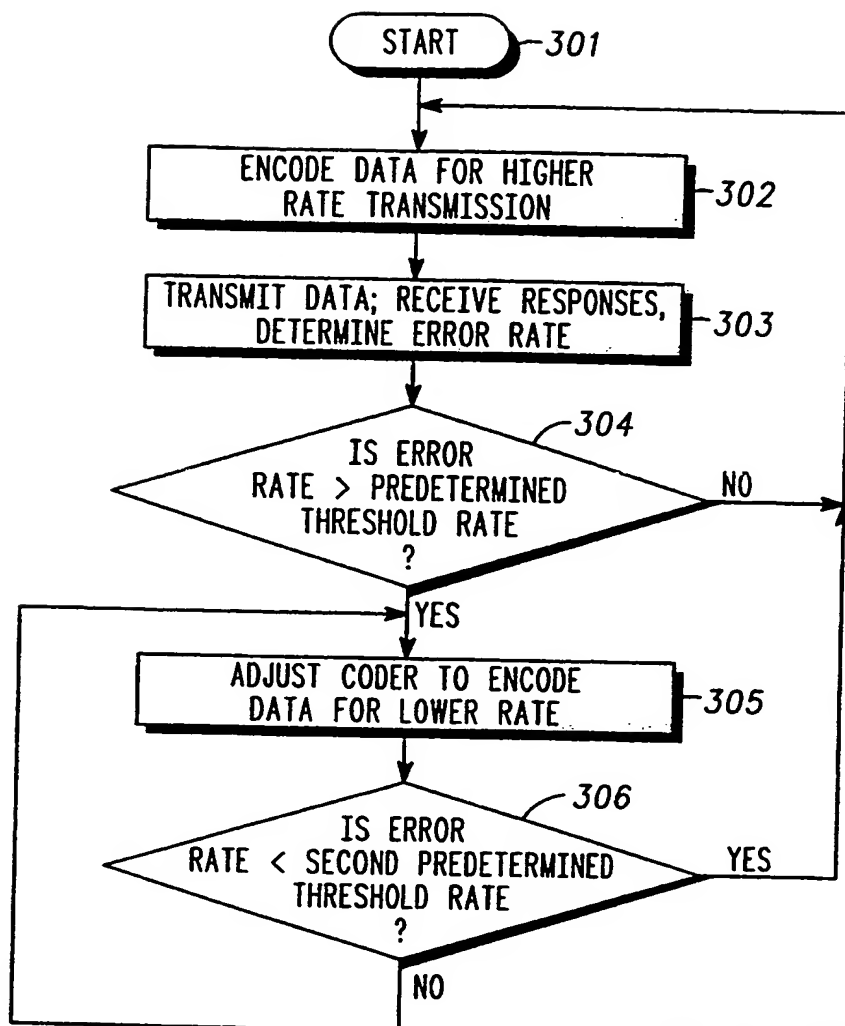 START
301
ENCODE DATA FOR HIGHER
RATE TRANSMISSION
302
TRANSMIT DATA; RECEIVE RESPONSES,
DETERMINE ERROR RATE
303
304
IS ERROR
RATE > PREDETERMINED
THRESHOLD RATE
?
NO
YES
ADJUST CODER TO ENCODE
DATA FOR LOWER RATE
305
306
IS ERROR
RATE < SECOND PREDETERMINED
THRESHOLD RATE
?
YES
NO